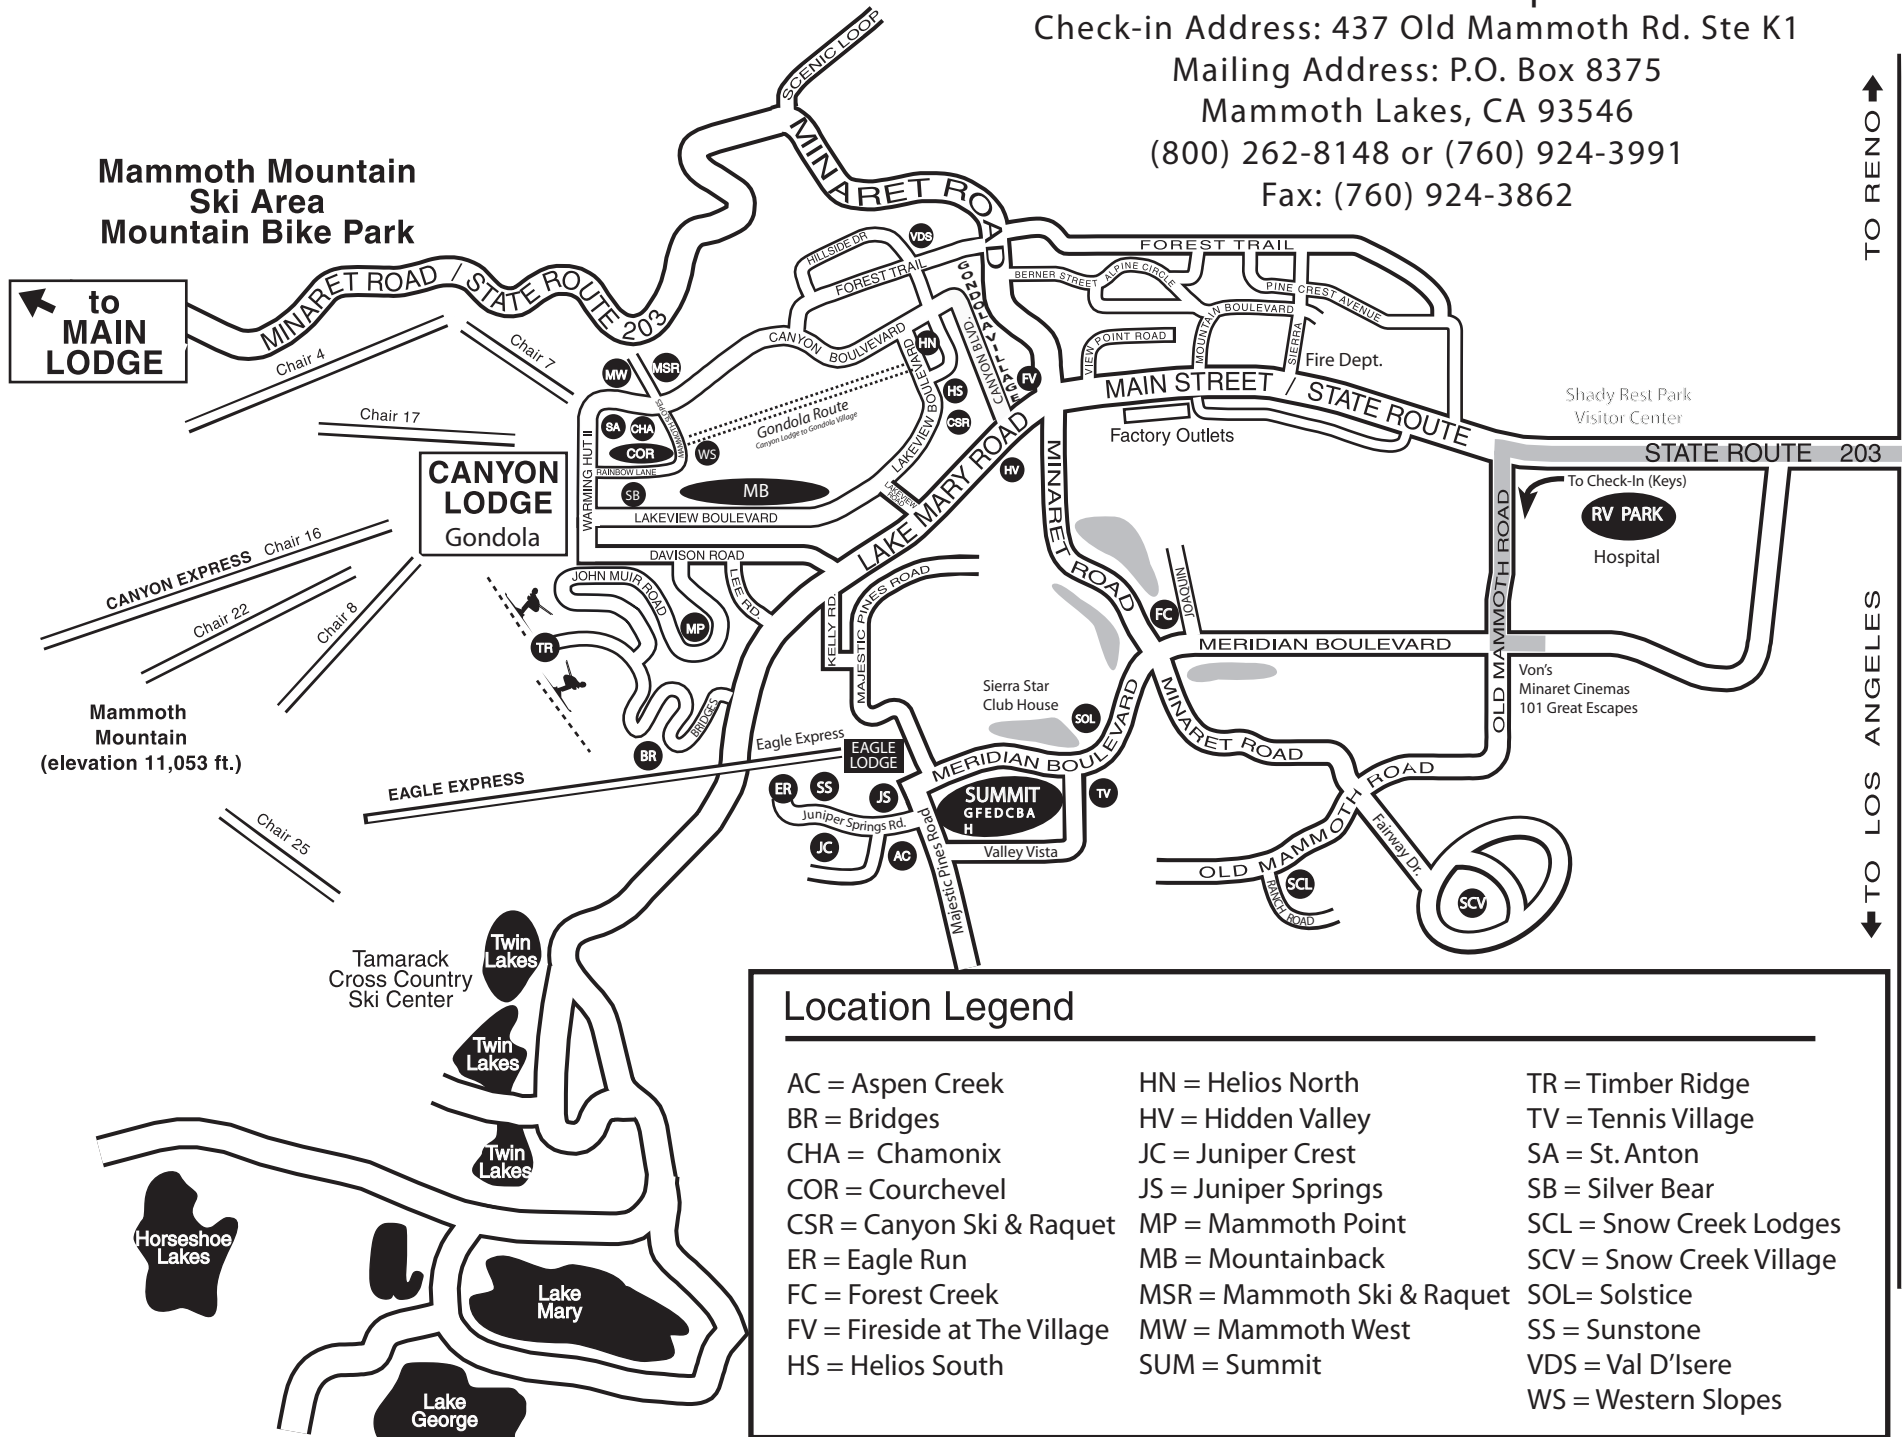 Check-in Address: 437 Old Mammoth Rd. Ste K1
Mailing Address: P.O. Box 8375
Mammoth Lakes, CA 93546
(800) 262-8148 or (760) 924-3991
Fax: (760) 924-3862
TO RENO
TO LOS ANGELES
SCENIC LOOP
MINARET ROAD
Mammoth Mountain
Ski Area
Mountain Bike Park
to
MAIN
LODGE
MINARET ROAD / STATE ROUTE 203
Chair 4
Chair 7
Chair 17
HILLSIDE DR
VDS
FOREST TRAIL
FOREST TRAIL
GONDOLA VILLAGE
BERNER STREET
ALPINE CIRCLE
PINE CREST AVENUE
MOUNTAIN BOULEVARD
SIERRA
VIEW POINT ROAD
Fire Dept.
CANYON BOULVEVARD
CANYON BLVD.
HN
HS
CSR
FV
HV
MW
MSR
MAMMOTH SLOPES
SA
CHA
COR
WS
RAINBOW LANE
SB
MB
WARMING HUT II
Gondola Route
Canyon Lodge to Gondola Village
LAKEVIEW BOULEVARD
LAKEVIEW BOULEVARD
LAKEVIEW ROAD
LAKE MARY ROAD
MAIN STREET / STATE ROUTE
Factory Outlets
Shady Rest Park
Visitor Center
STATE ROUTE 203
To Check-In (Keys)
RV PARK
Hospital
CANYON
LODGE
Gondola
CANYON EXPRESS Chair 16
Chair 22
Chair 8
DAVISON ROAD
JOHN MUIR ROAD
LEE RD.
MP
TR
BRIDGES
BR
KELLY RD.
MAJESTIC PINES ROAD
MAJESTIC PINES ROAD
MINARET ROAD
FC
JOAQUIN
MERIDIAN BOULEVARD
OLD MAMMOTH ROAD
OLD MAMMOTH ROAD
Von's
Minaret Cinemas
101 Great Escapes
Sierra Star
Club House
SOL
MINARET ROAD
Mammoth
Mountain
(elevation 11,053 ft.)
EAGLE EXPRESS
Eagle Express
EAGLE
LODGE
MERIDIAN BOULEVARD
SUMMIT
GFEDCBA
H
TV
Valley Vista
ER
SS
JS
Juniper Springs Rd.
JC
AC
Majestic Pines Road
Chair 25
OLD MAMMOTH ROAD
Fairway Dr.
SCL
RANCH ROAD
SCV
Tamarack
Cross Country
Ski Center
Twin
Lakes
Twin
Lakes
Twin
Lakes
Horseshoe
Lakes
Lake
Mary
Lake
George
Location Legend
AC = Aspen Creek
BR = Bridges
CHA = Chamonix
COR = Courchevel
CSR = Canyon Ski & Raquet
ER = Eagle Run
FC = Forest Creek
FV = Fireside at The Village
HS = Helios South
HN = Helios North
HV = Hidden Valley
JC = Juniper Crest
JS = Juniper Springs
MP = Mammoth Point
MB = Mountainback
MSR = Mammoth Ski & Raquet
MW = Mammoth West
SUM = Summit
TR = Timber Ridge
TV = Tennis Village
SA = St. Anton
SB = Silver Bear
SCL = Snow Creek Lodges
SCV = Snow Creek Village
SOL= Solstice
SS = Sunstone
VDS = Val D'Isere
WS = Western Slopes